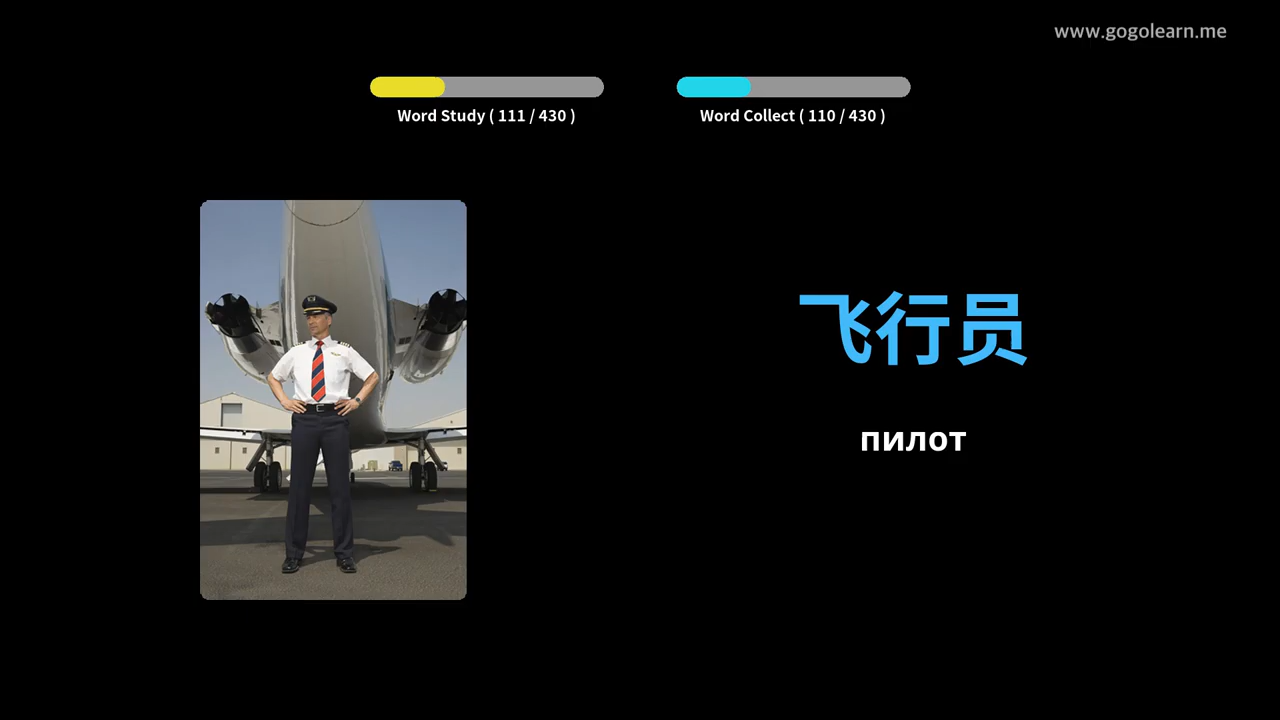 www.gogolearn.me
Word Study ( 111 / 430 )
Word Collect ( 110 / 430 )
飞行员
пилот